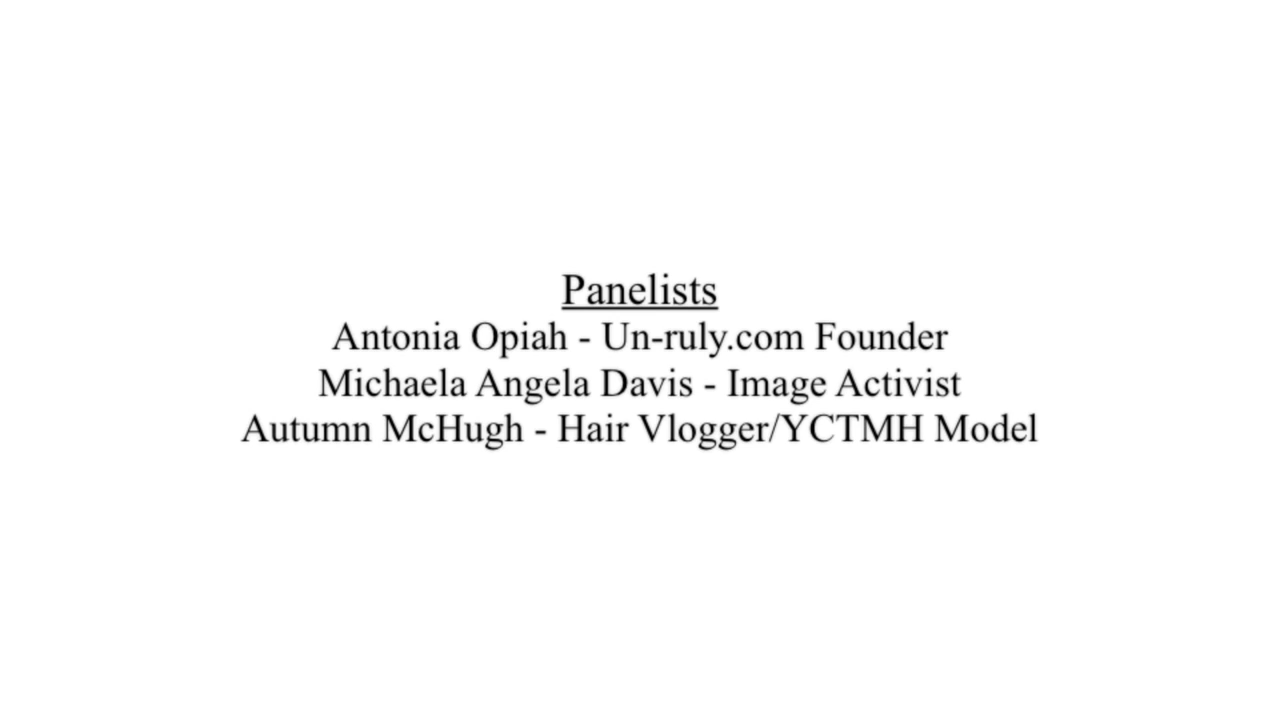 Panelists
Antonia Opiah - Un-ruly.com Founder
Michaela Angela Davis - Image Activist
Autumn McHugh - Hair Vlogger/YCTMH Model